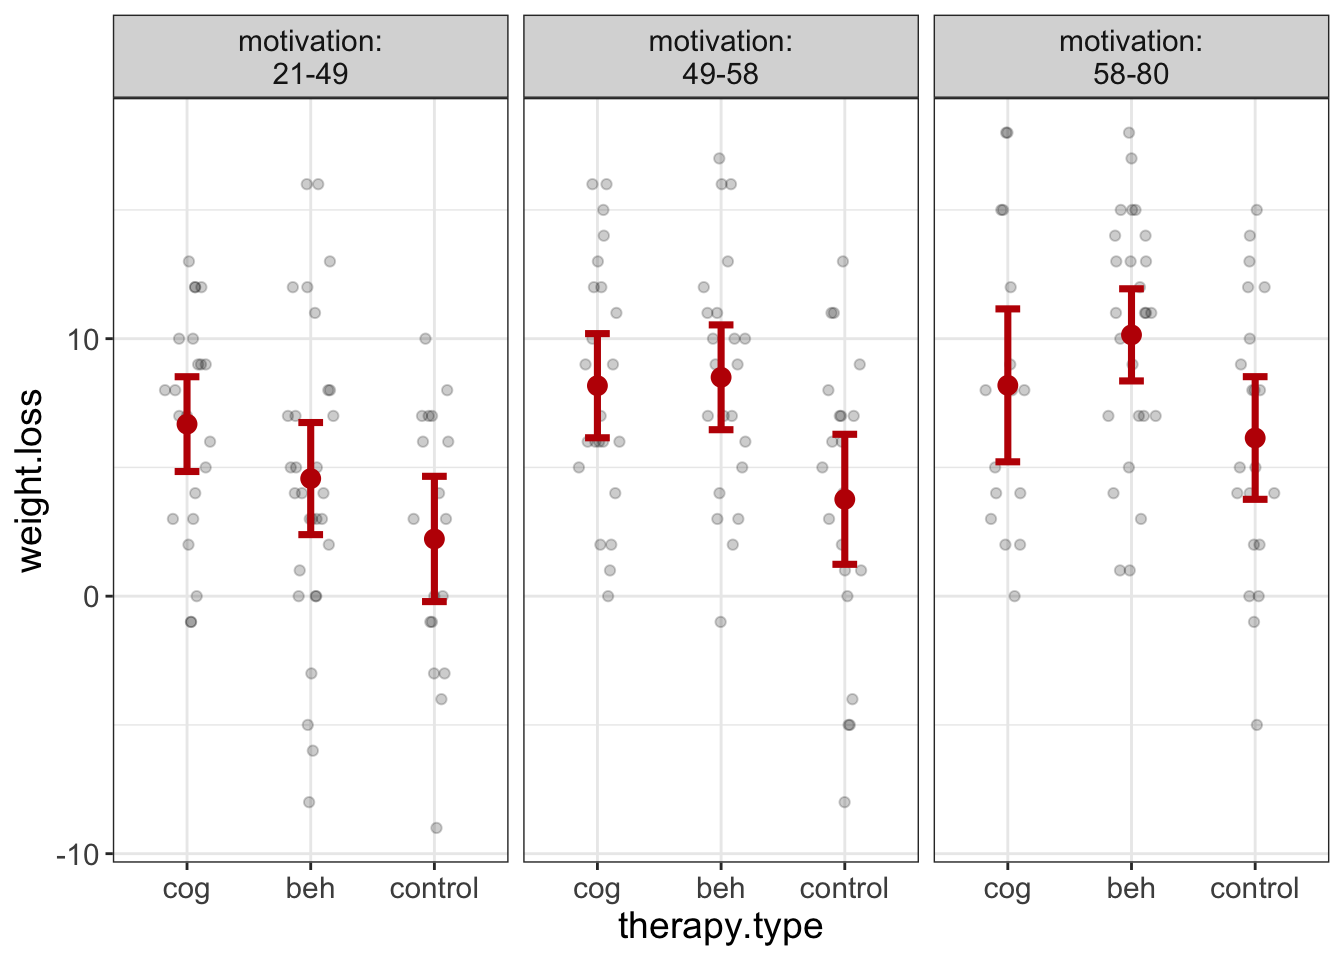 motivation:
21-49
motivation:
49-58
motivation:
58-80
weight.loss
10
0
-10
cog beh control
cog beh control
cog beh control
therapy.type